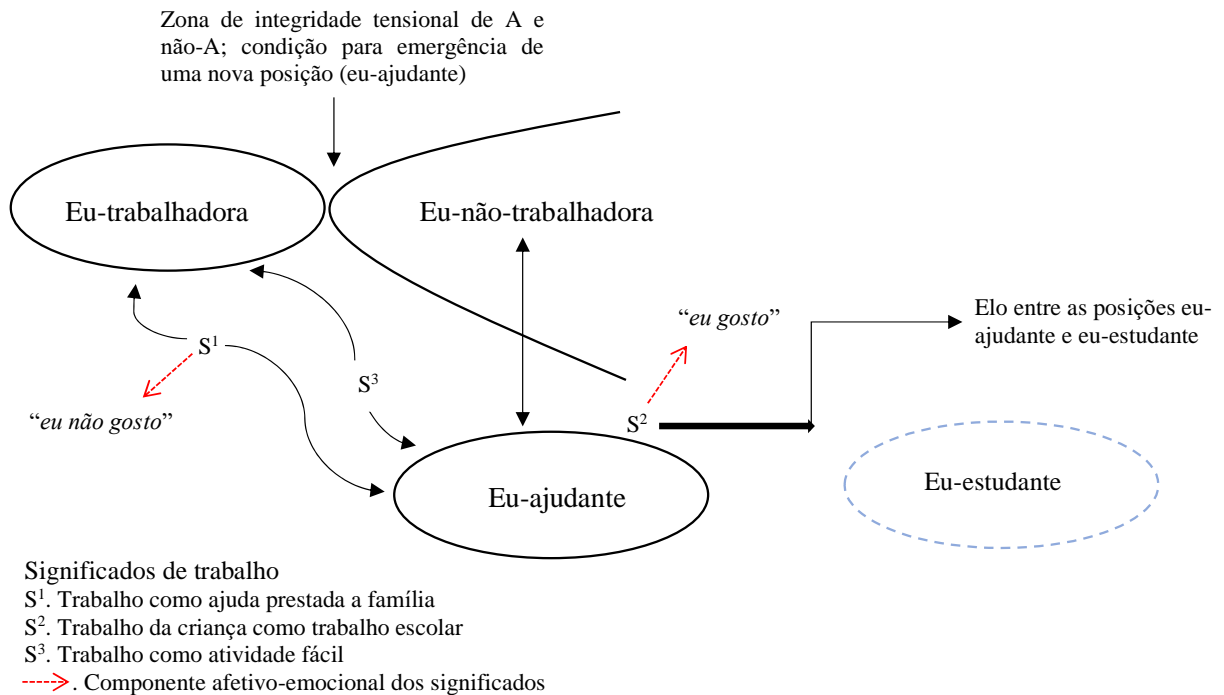 Zona de integridade tensional de A e
não-A; condição para emergência de
uma nova posição (eu-ajudante)
Eu-trabalhadora
Eu-não-trabalhadora
"eu gosto"
Elo entre as posições eu-
ajudante e eu-estudante
S¹
S³
"eu não gosto"
S²
Eu-ajudante
Eu-estudante
Significados de trabalho
S¹. Trabalho como ajuda prestada a família
S². Trabalho da criança como trabalho escolar
S³. Trabalho como atividade fácil
. Componente afetivo-emocional dos significados